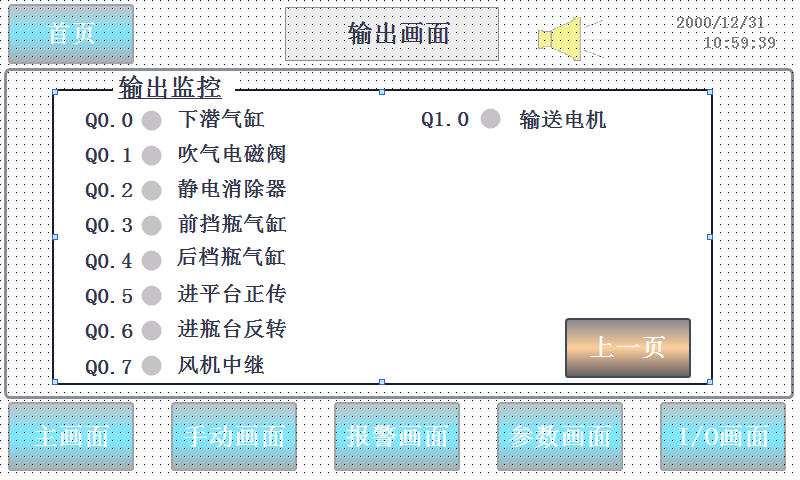 首页
输出画面
2000/12/31
10:59:39
输出监控
Q0.0 下潜气缸
Q0.1 吹气电磁阀
Q0.2 静电消除器
Q0.3 前挡瓶气缸
Q0.4 后档瓶气缸
Q0.5 进平台正传
Q0.6 进瓶台反转
Q0.7 风机中继
Q1.0 输送电机
上一页
主画面
手动画面
报警画面
参数画面
I/O画面